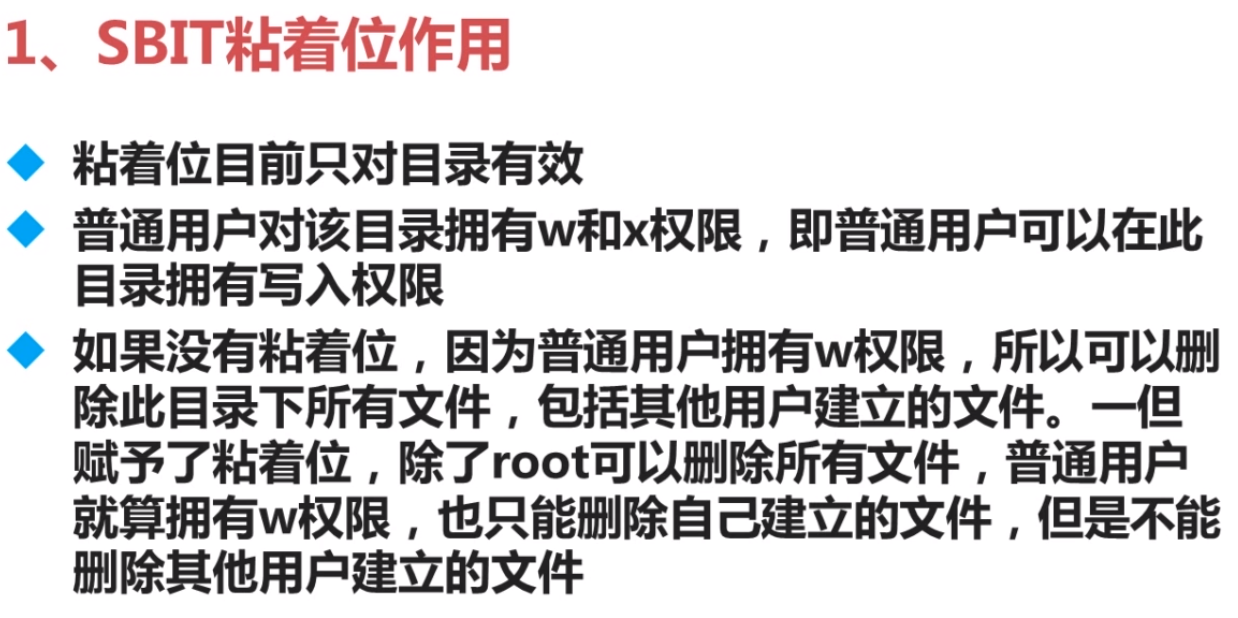 1、SBIT粘着位作用
粘着位目前只对目录有效
普通用户对该目录拥有w和x权限，即普通用户可以在此
目录拥有写入权限
如果没有粘着位，因为普通用户拥有w权限，所以可以删
除此目录下所有文件，包括其他用户建立的文件。一但
赋予了粘着位，除了root可以删除所有文件，普通用户
就算拥有w权限，也只能删除自己建立的文件，但是不能
删除其他用户建立的文件